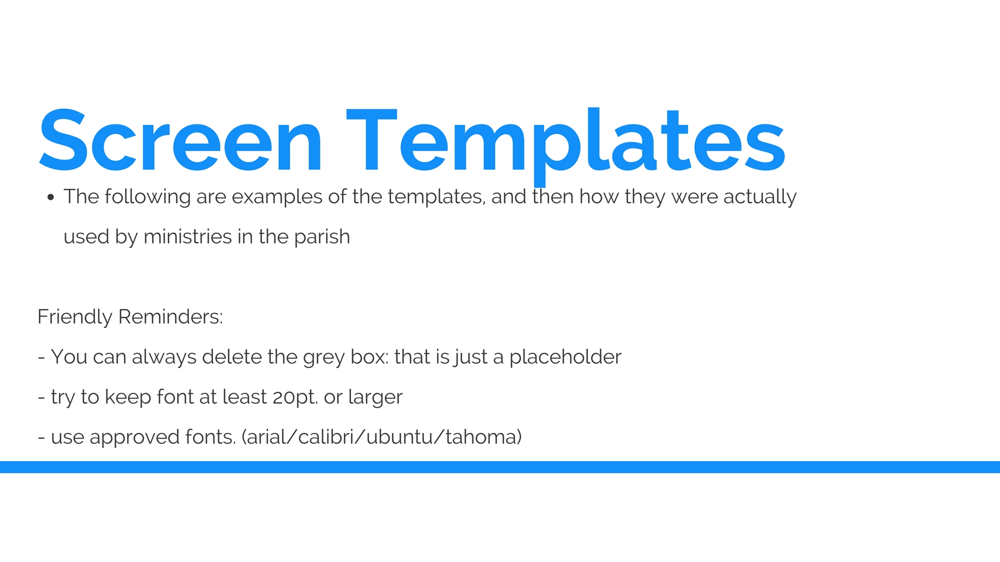 Screen Templates
• The following are examples of the templates, and then how they were actually
used by ministries in the parish
Friendly Reminders:
- You can always delete the grey box: that is just a placeholder
- try to keep font at least 20pt. or larger
- use approved fonts. (arial/calibri/ubuntu/tahoma)